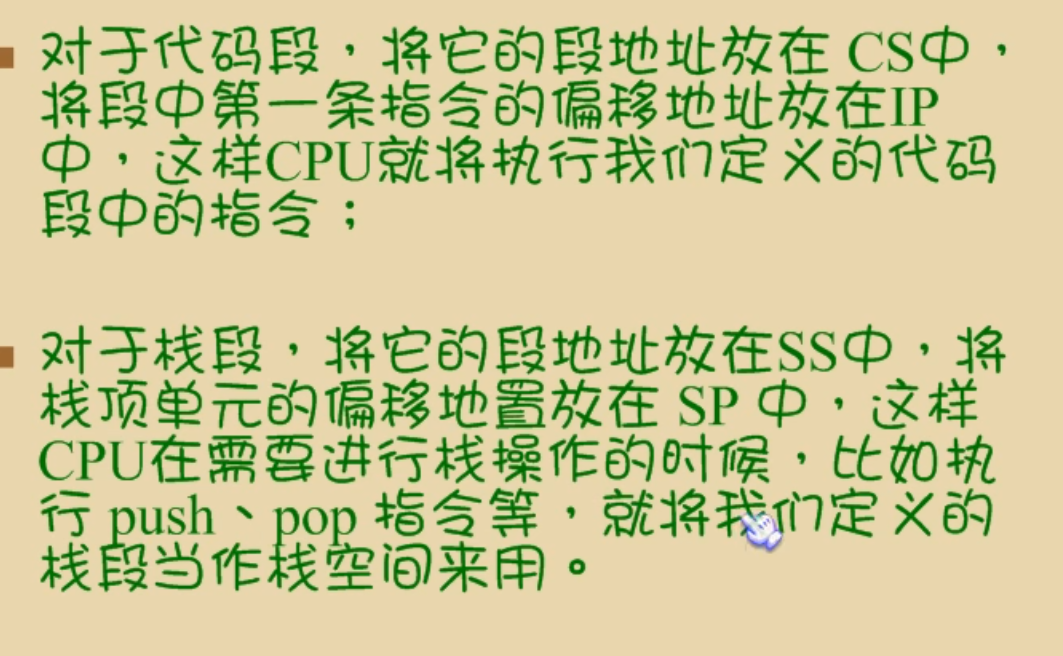 对于代码段，将它的段地址放在 CS中，
将段中第一条指令的偏移地址放在IP
中，这样CPU就将执行我们定义的代码
段中的指令；
对于栈段，将它的段地址放在SS中，将
栈顶单元的偏移地置放在 SP 中，这样
CPU在需要进行栈操作的时候，比如执
行 push、pop 指令等，就将我们定义的
栈段当作栈空间来用。